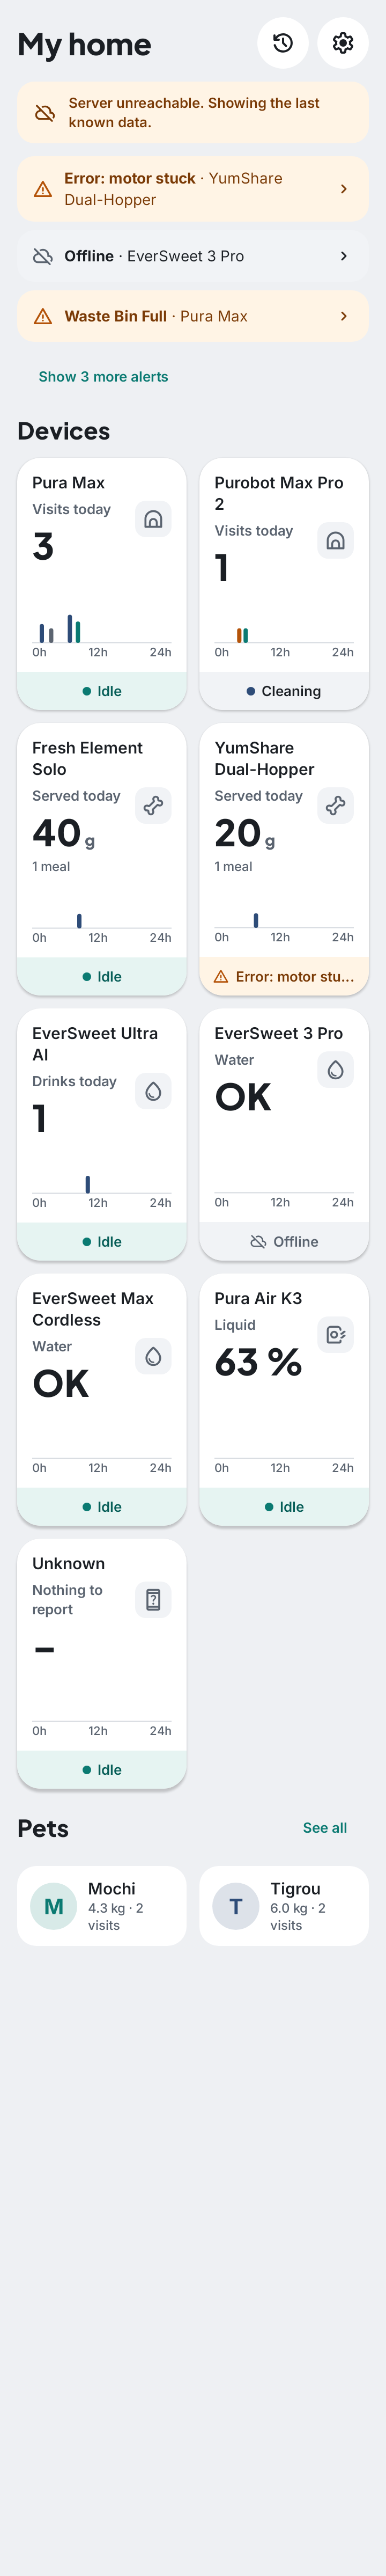 My home
Server unreachable. Showing the last
known data.
Error: motor stuck · YumShare
Dual-Hopper
Offline · EverSweet 3 Pro
Waste Bin Full · Pura Max
Show 3 more alerts
Devices
Pura Max
Visits today
3
0h 12h 24h
Idle
Purobot Max Pro
2
Visits today
1
0h 12h 24h
Cleaning
Fresh Element
Solo
Served today
40 g
1 meal
0h 12h 24h
Idle
YumShare
Dual-Hopper
Served today
20 g
1 meal
0h 12h 24h
Error: motor stu...
EverSweet Ultra
AI
Drinks today
1
0h 12h 24h
Idle
EverSweet 3 Pro
Water
OK
0h 12h 24h
Offline
EverSweet Max
Cordless
Water
OK
0h 12h 24h
Idle
Pura Air K3
Liquid
63 %
0h 12h 24h
Idle
Unknown
Nothing to
report
–
0h 12h 24h
Idle
Pets
See all
M
Mochi
4.3 kg · 2
visits
T
Tigrou
6.0 kg · 2
visits